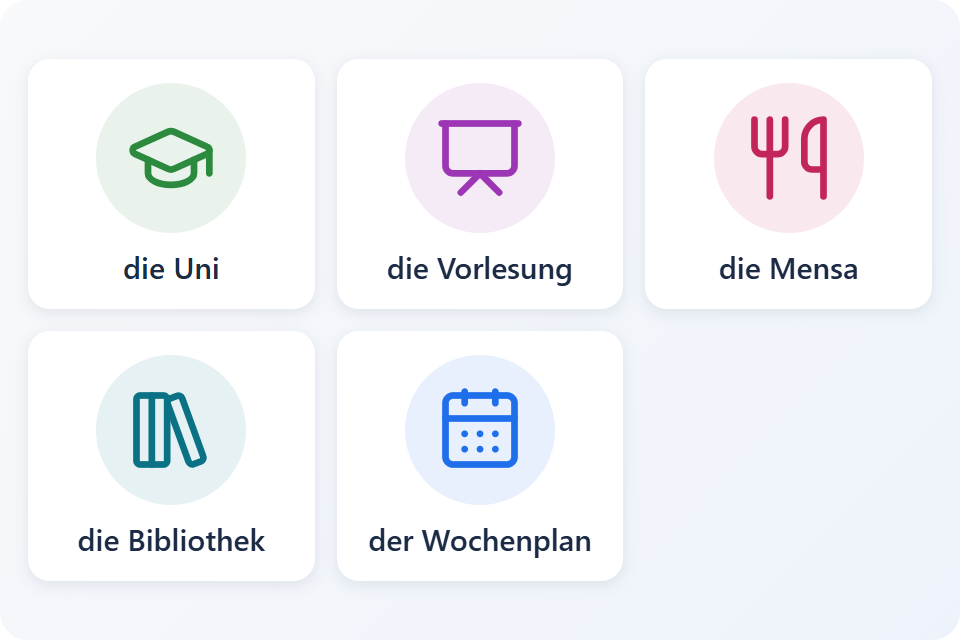 die Uni
die Vorlesung
die Mensa
die Bibliothek
der Wochenplan